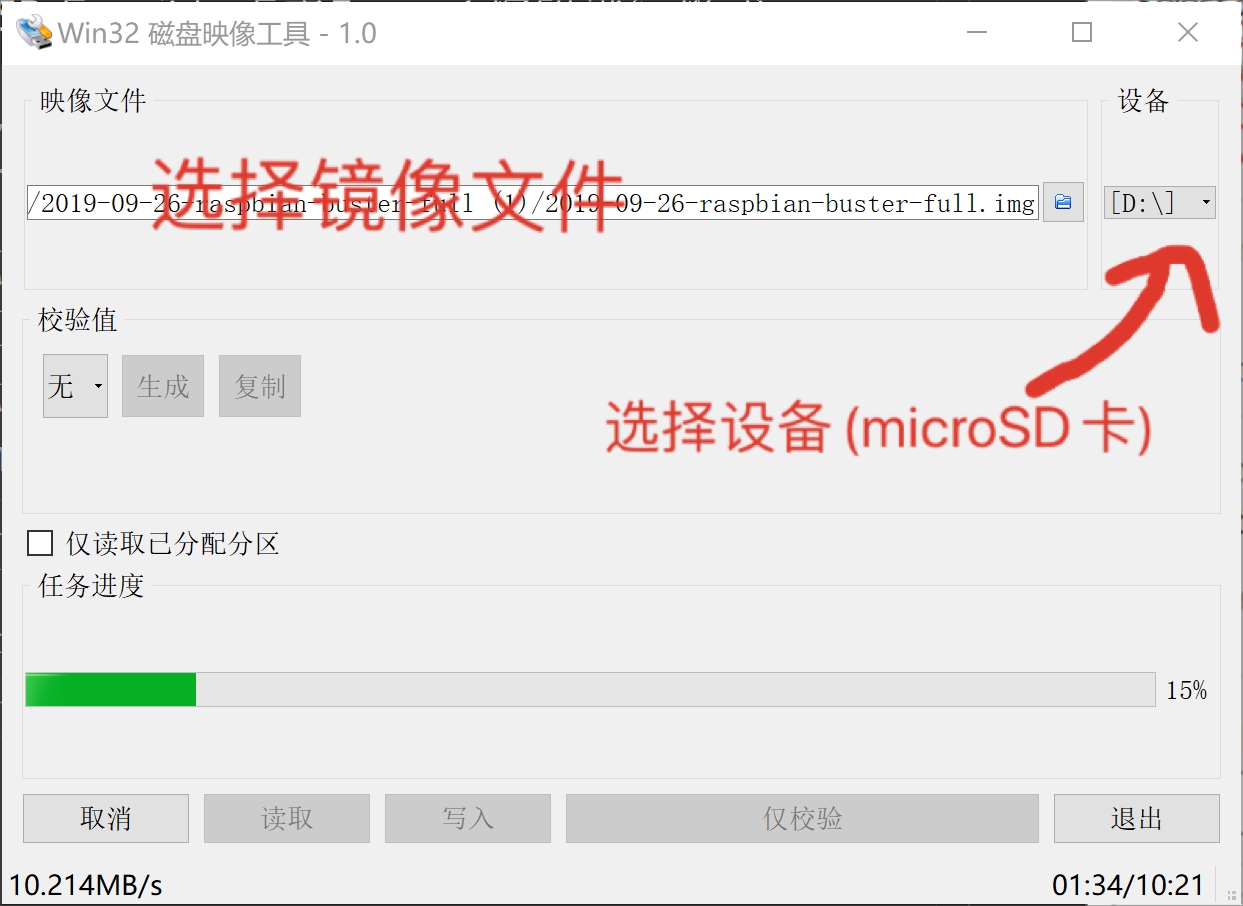 Win32 磁盘映像工具 - 1.0
映像文件
设备
选择镜像文件
/2019-09-26-raspbian-buster-full (1)/2019-09-26-raspbian-buster-full.img
[D:\]
校验值
无
生成
复制
选择设备 (microSD 卡)
仅读取已分配分区
任务进度
15%
取消
读取
写入
仅校验
退出
10.214MB/s
01:34/10:21